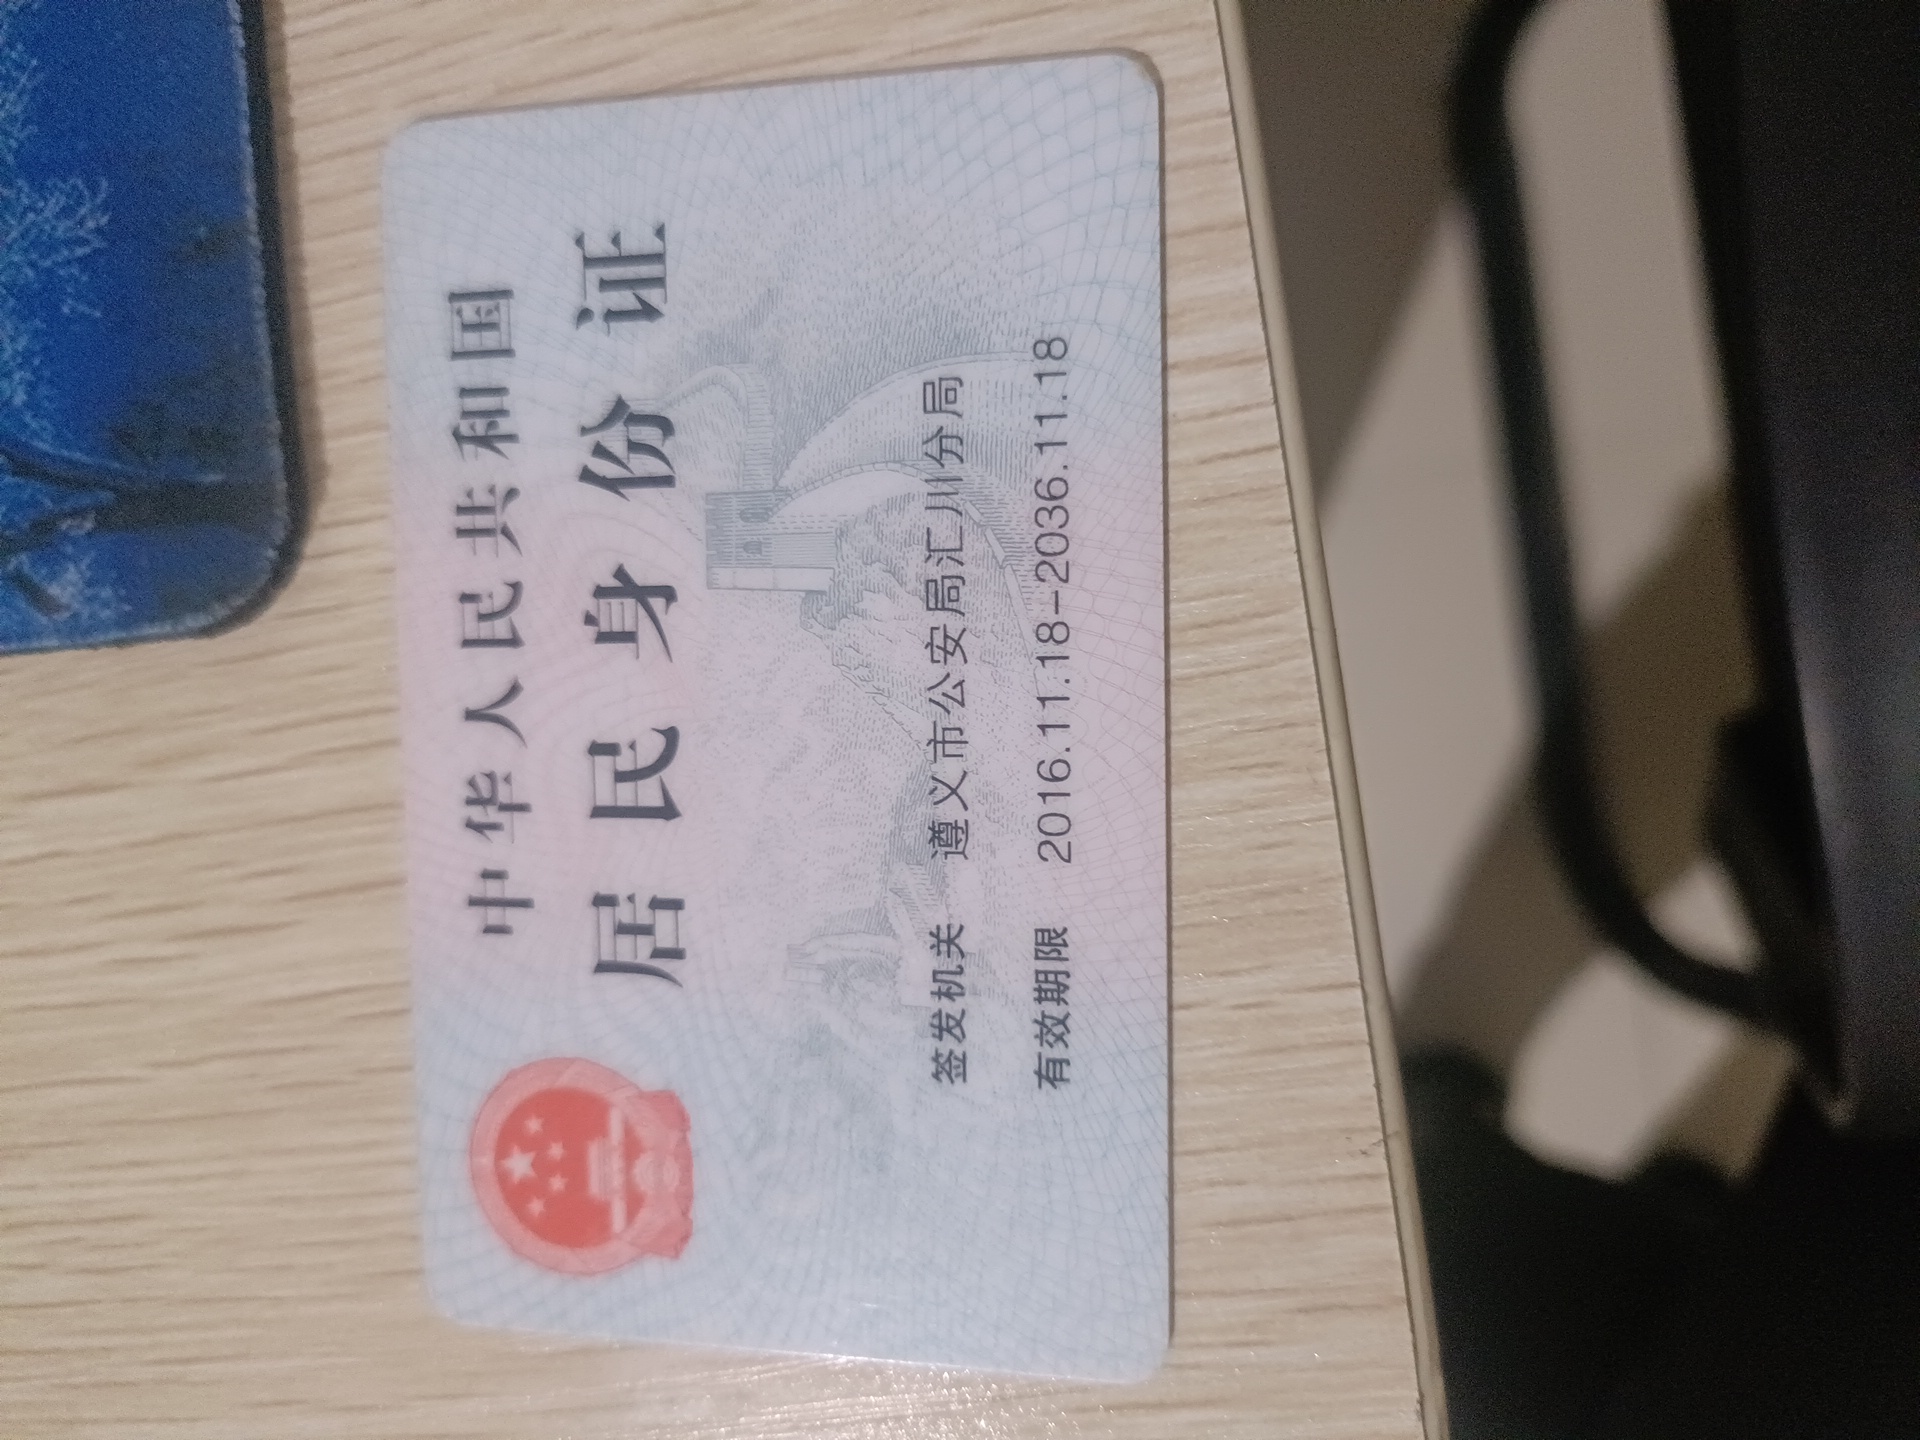 中华人民共和国
居民身份证
签发机关 遵义市公安局汇川分局
有效期限 2016.11.18-2036.11.18